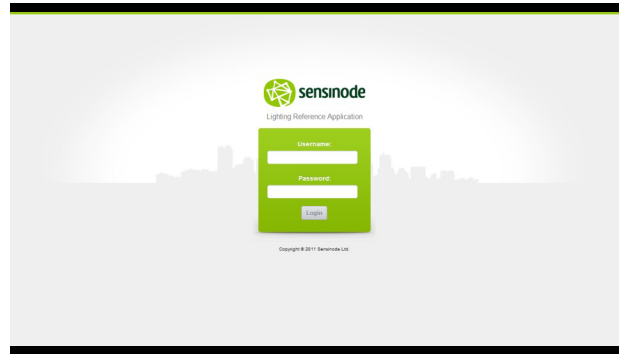 sensinode
Lighting Reference Application
Username:
Password:
Login
Copyright © 2011 Sensinode Ltd.